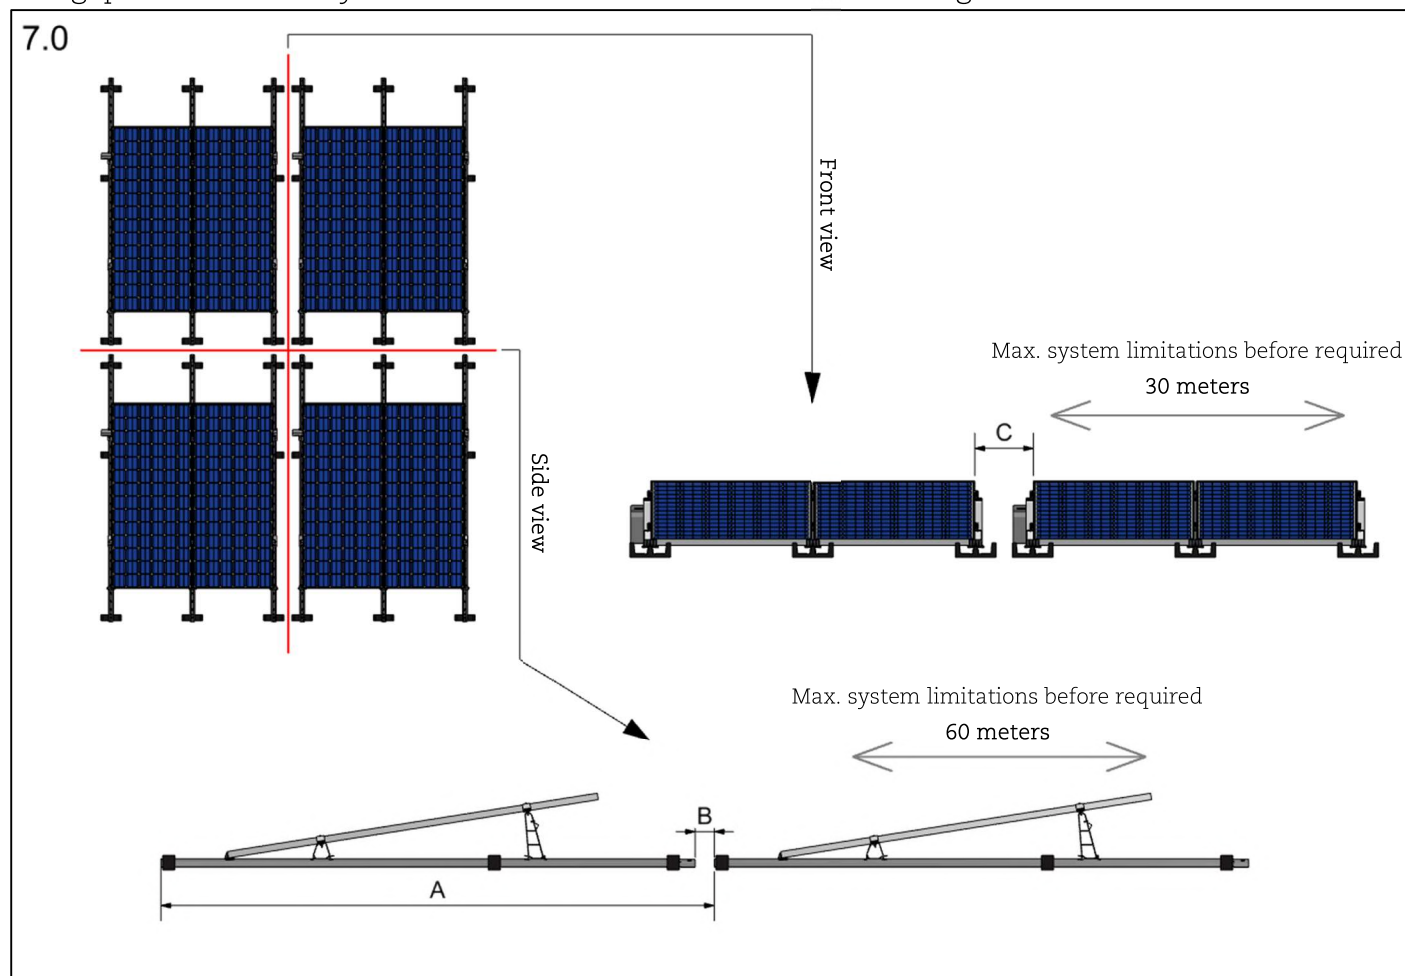 7.0
Front view
Max. system limitations before required
30 meters
C
Side view
Max. system limitations before required
60 meters
B
A